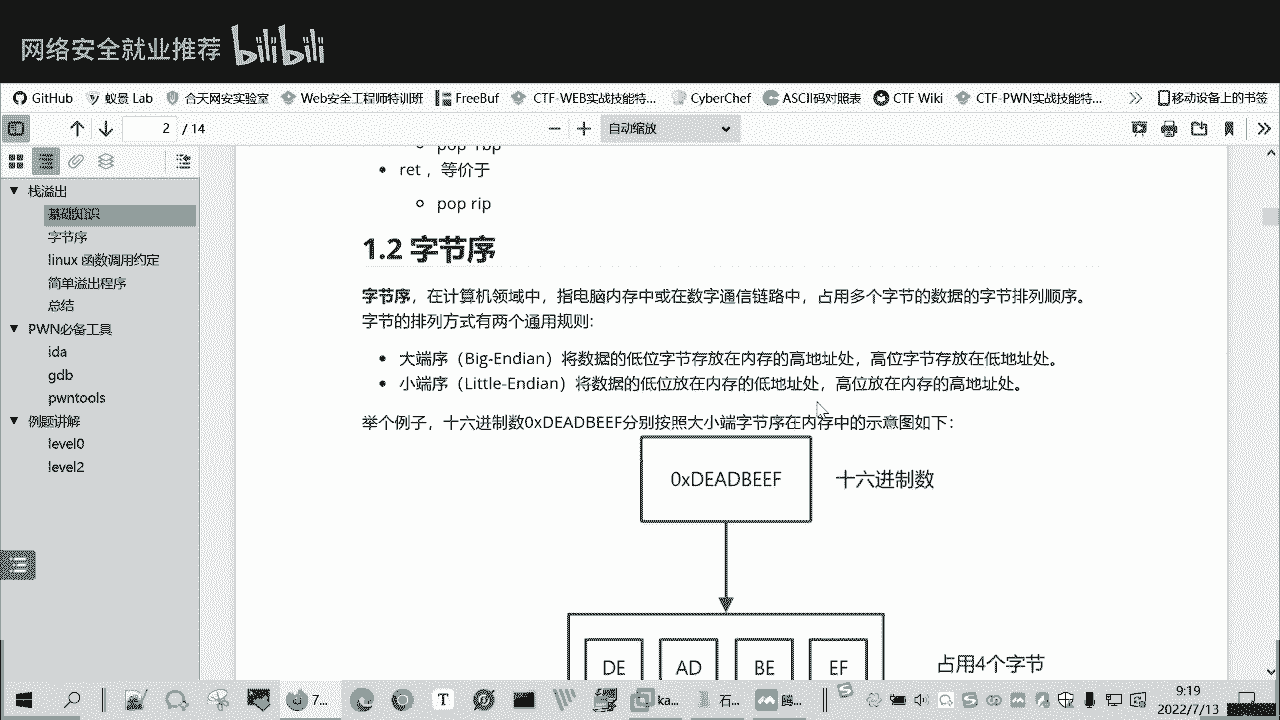 网络安全就业推荐 bilibili
GitHub 蚁景 Lab 合天网安实验室 Web安全工程师特训班 FreeBuf CTF-WEB实战技能特... CyberChef ASCII码对照表 CTF Wiki CTF-PWN实战技能特... 移动设备上的书签
2 / 14 自动缩放
栈溢出
基础知识
字节序
linux 函数调用约定
简单溢出程序
总结
PWN必备工具
ida
gdb
pwntools
例题讲解
level0
level2
pop rbp
ret ，等价于
pop rip
1.2 字节序
字节序，在计算机领域中，指电脑内存中或在数字通信链路中，占用多个字节的数据的字节排列顺序。
字节的排列方式有两个通用规则:
大端序（Big-Endian）将数据的低位字节存放在内存的高地址处，高位字节存放在低地址处。
小端序（Little-Endian）将数据的低位放在内存的低地址处，高位放在内存的高地址处。
举个例子，十六进制数0xDEADBEEF分别按照大小端字节序在内存中的示意图如下：
0xDEADBEEF 十六进制数
DE AD BE EF 占用4个字节
7... ka... 石... 腾... 9:19
2022/7/13